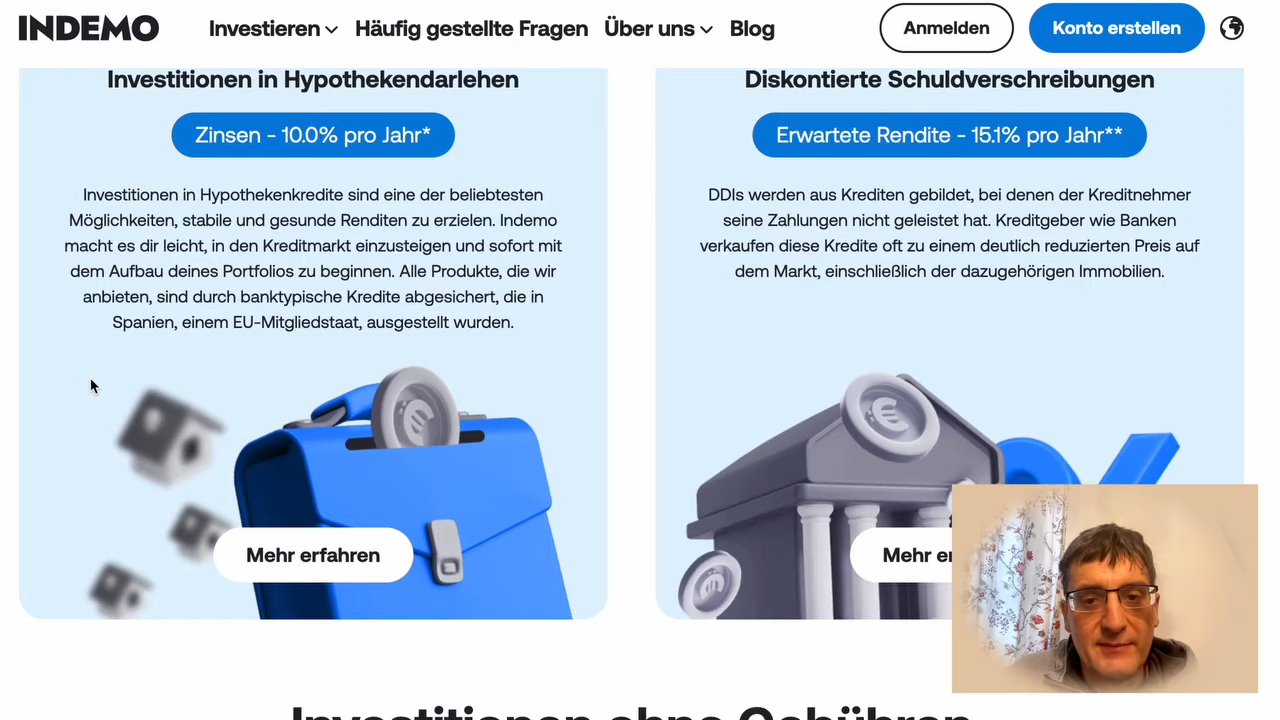 INDEMO
Investieren
Häufig gestellte Fragen
Über uns
Blog
Anmelden
Konto erstellen
Investitionen in Hypothekendarlehen
Zinsen - 10.0% pro Jahr*
Investitionen in Hypothekenkredite sind eine der beliebtesten
Möglichkeiten, stabile und gesunde Renditen zu erzielen. Indemo
macht es dir leicht, in den Kreditmarkt einzusteigen und sofort mit
dem Aufbau deines Portfolios zu beginnen. Alle Produkte, die wir
anbieten, sind durch banktypische Kredite abgesichert, die in
Spanien, einem EU-Mitgliedstaat, ausgestellt wurden.
Mehr erfahren
Diskontierte Schuldverschreibungen
Erwartete Rendite - 15.1% pro Jahr**
DDIs werden aus Krediten gebildet, bei denen der Kreditnehmer
seine Zahlungen nicht geleistet hat. Kreditgeber wie Banken
verkaufen diese Kredite oft zu einem deutlich reduzierten Preis auf
dem Markt, einschließlich der dazugehörigen Immobilien.
Mehr
Investitionen ohne Gebühren